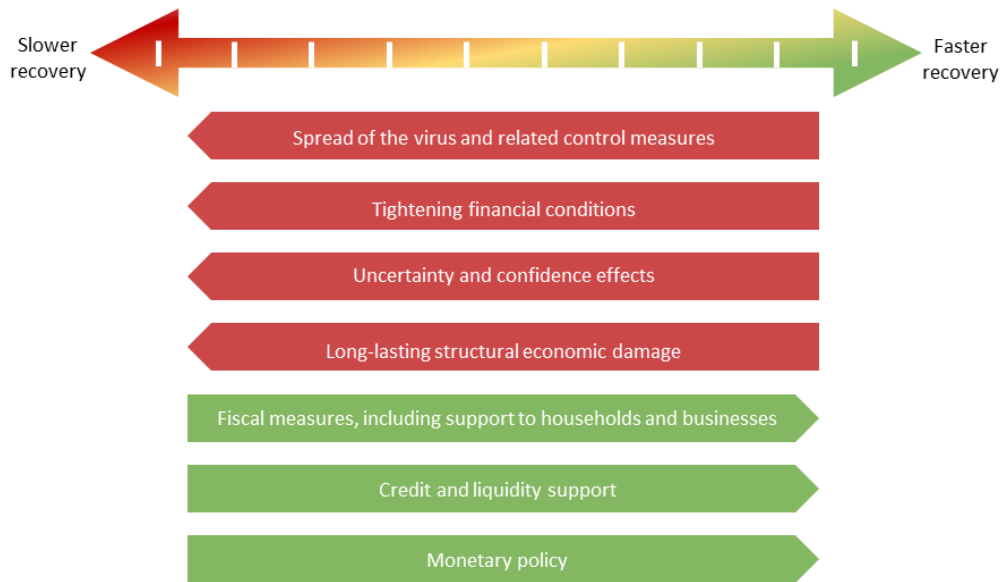 Slower
recovery
Faster
recovery
Spread of the virus and related control measures
Tightening financial conditions
Uncertainty and confidence effects
Long-lasting structural economic damage
Fiscal measures, including support to households and businesses
Credit and liquidity support
Monetary policy